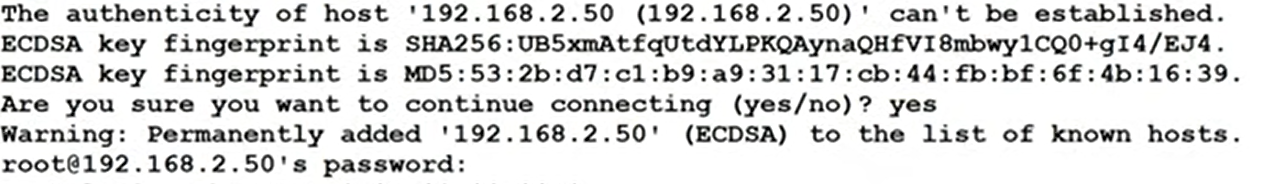 The authenticity of host '192.168.2.50 (192.168.2.50)' can't be established.
ECDSA key fingerprint is SHA256:UB5xmAtfqUtdYLPKQAynaQHfVI8mbwy1CQ0+gI4/EJ4.
ECDSA key fingerprint is MD5:53:2b:d7:c1:b9:a9:31:17:cb:44:fb:bf:6f:4b:16:39.
Are you sure you want to continue connecting (yes/no)? yes
Warning: Permanently added '192.168.2.50' (ECDSA) to the list of known hosts.
root@192.168.2.50's password: